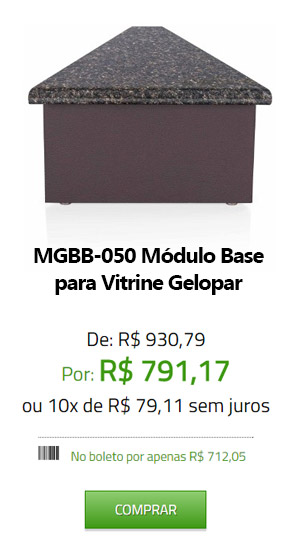 MGBB-050 Módulo Base
para Vitrine Gelopar
De: R$ 930,79
Por: R$ 791,17
ou 10x de R$ 79,11 sem juros
No boleto por apenas R$ 712,05
COMPRAR